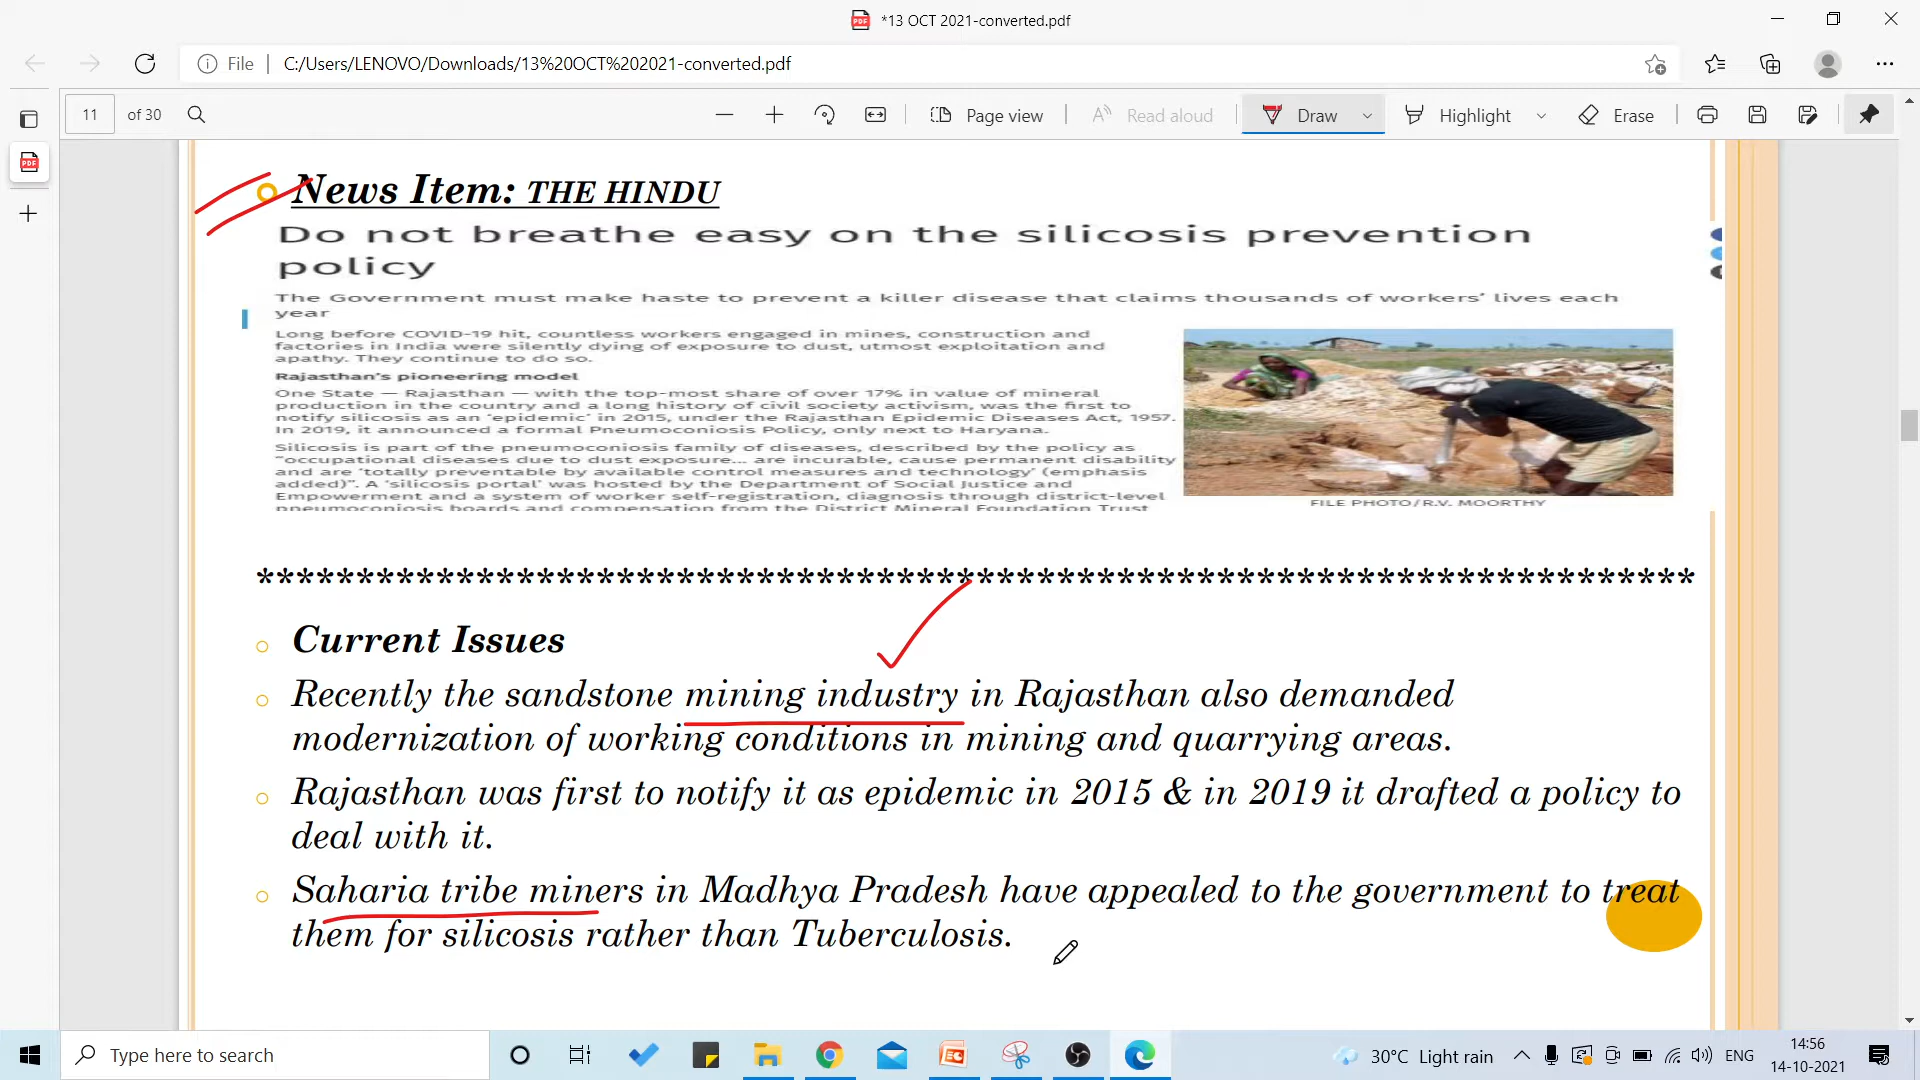 *13 OCT 2021-converted.pdf
File | C:/Users/LENOVO/Downloads/13%20OCT%202021-converted.pdf
11 of 30 Page view Read aloud Draw Highlight Erase
News Item: THE HINDU
Do not breathe easy on the silicosis prevention
policy
The Government must make haste to prevent a killer disease that claims thousands of workers' lives each
year
Long before COVID-19 hit, countless workers engaged in mines, construction and
factories in India were silently dying of exposure to dust, utmost exploitation and
apathy. They continue to do so.
Rajasthan's pioneering model
One State — Rajasthan — with the top-most share of over 17% in value of mineral
production in the country and a long history of civil society activism, was the first to
notify silicosis as an 'epidemic' in 2015, under the Rajasthan Epidemic Diseases Act, 1957.
In 2019, it announced a formal Pneumoconiosis Policy, only next to Haryana.
Silicosis is part of the pneumoconiosis family of diseases, described by the policy as
"occupational diseases due to dust exposure... are incurable, cause permanent disability
and are 'totally preventable by available control measures and technology' (emphasis
added)". A 'silicosis portal' was hosted by the Department of Social Justice and
Empowerment and a system of worker self-registration, diagnosis through district-level
pneumoconiosis boards and compensation from the District Mineral Foundation Trust
FILE PHOTO/R.V. MOORTHY
************************************************************************
Current Issues
Recently the sandstone mining industry in Rajasthan also demanded
modernization of working conditions in mining and quarrying areas.
Rajasthan was first to notify it as epidemic in 2015 & in 2019 it drafted a policy to
deal with it.
Saharia tribe miners in Madhya Pradesh have appealed to the government to treat
them for silicosis rather than Tuberculosis.
Type here to search
30°C Light rain
ENG
14:56
14-10-2021